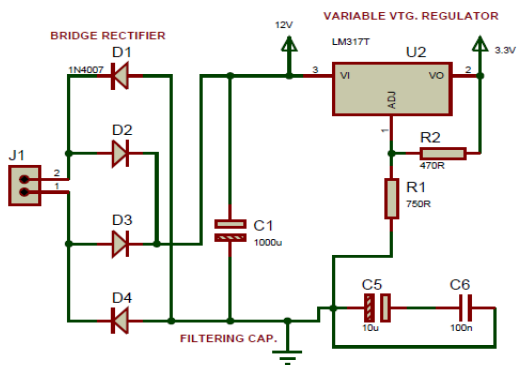 VARIABLE VTG. REGULATOR
12V
BRIDGE RECTIFIER
D1
1N4007
LM317T
U2
3.3V
3
VI
VO
2
ADJ
1
D2
R2
470R
J1
2
1
R1
750R
D3
C1
1000u
D4
C5
10u
C6
100n
FILTERING CAP.